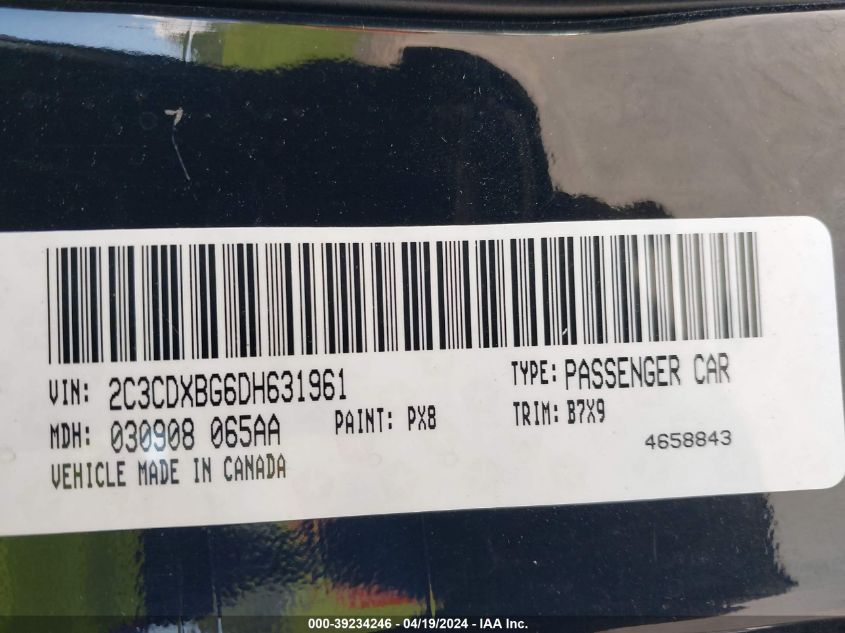 VIN: 2C3CDXBG6DH631961 TYPE: PASSENGER CAR
MDH: 030908 065AA PAINT: PX8 TRIM: B7X9
VEHICLE MADE IN CANADA 4658843
000-39234246 - 04/19/2024 - IAA Inc.